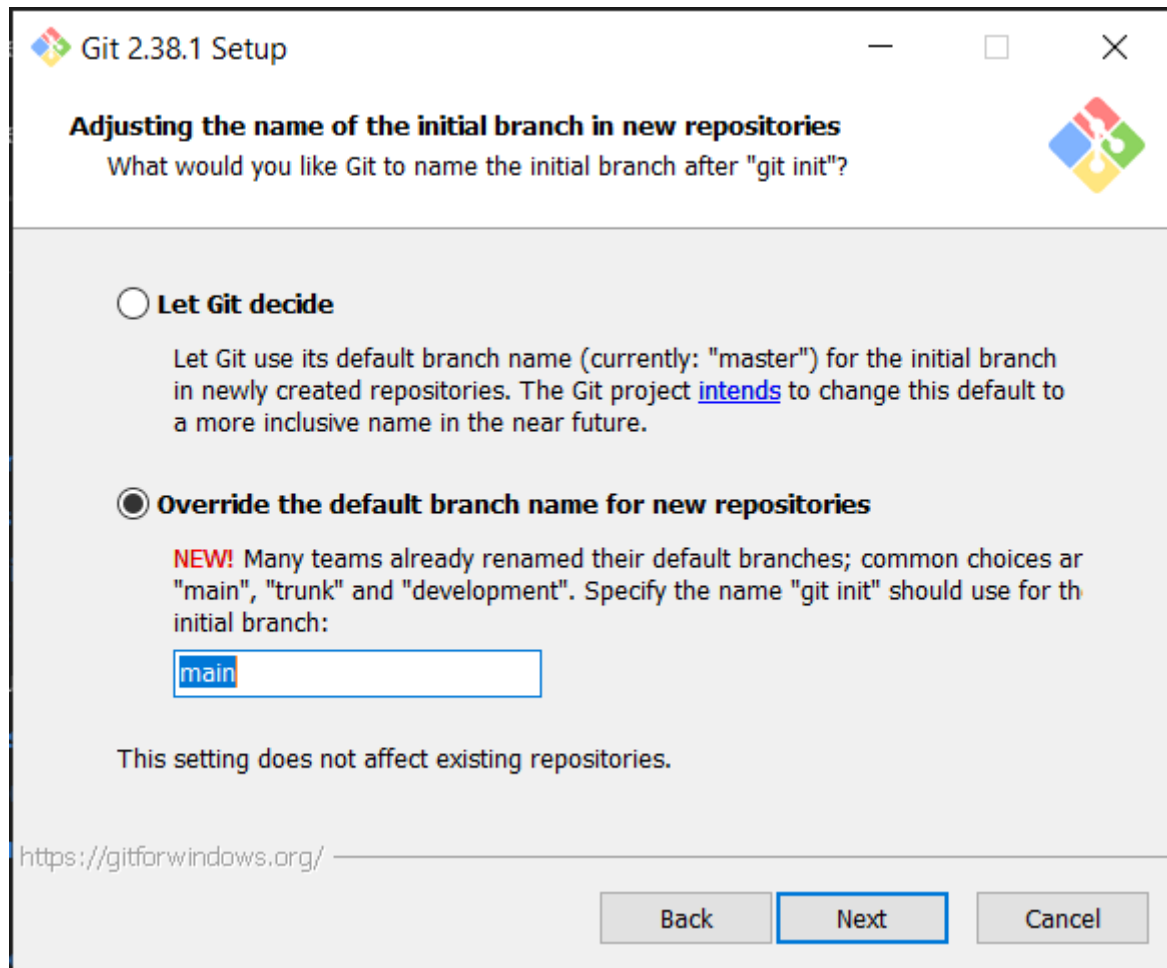 Git 2.38.1 Setup
Adjusting the name of the initial branch in new repositories
What would you like Git to name the initial branch after "git init"?
Let Git decide
Let Git use its default branch name (currently: "master") for the initial branch
in newly created repositories. The Git project intends to change this default to
a more inclusive name in the near future.
Override the default branch name for new repositories
NEW! Many teams already renamed their default branches; common choices ar
"main", "trunk" and "development". Specify the name "git init" should use for th
initial branch:
main
This setting does not affect existing repositories.
https://gitforwindows.org/
Back Next Cancel